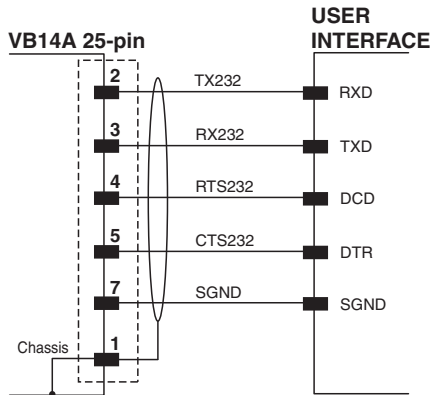 VB14A 25-pin
USER
INTERFACE
2 TX232 RXD
3 RX232 TXD
4 RTS232 DCD
5 CTS232 DTR
7 SGND SGND
Chassis 1